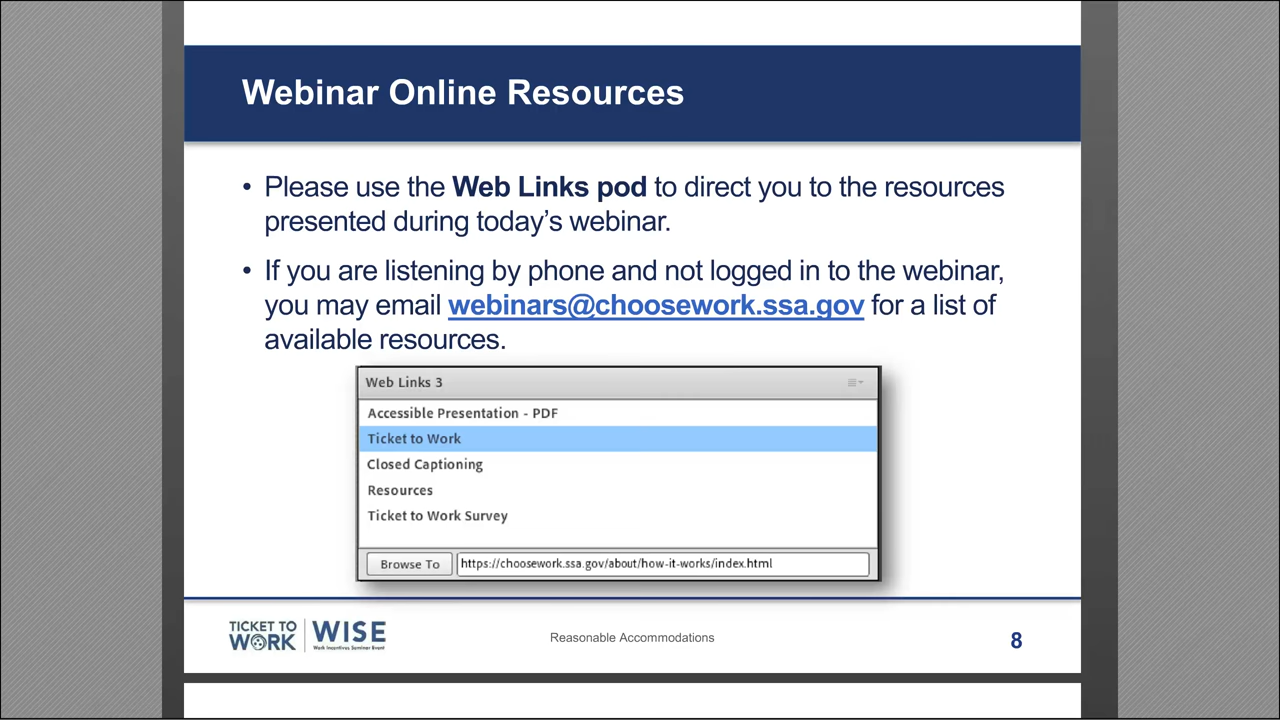 Webinar Online Resources
• Please use the Web Links pod to direct you to the resources
presented during today’s webinar.
• If you are listening by phone and not logged in to the webinar,
you may email webinars@choosework.ssa.gov for a list of
available resources.
Web Links 3
Accessible Presentation - PDF
Ticket to Work
Closed Captioning
Resources
Ticket to Work Survey
Browse To https://choosework.ssa.gov/about/how-it-works/index.html
TICKET TO
WORK
WISE
Work Incentives Seminar Event
Reasonable Accommodations
8